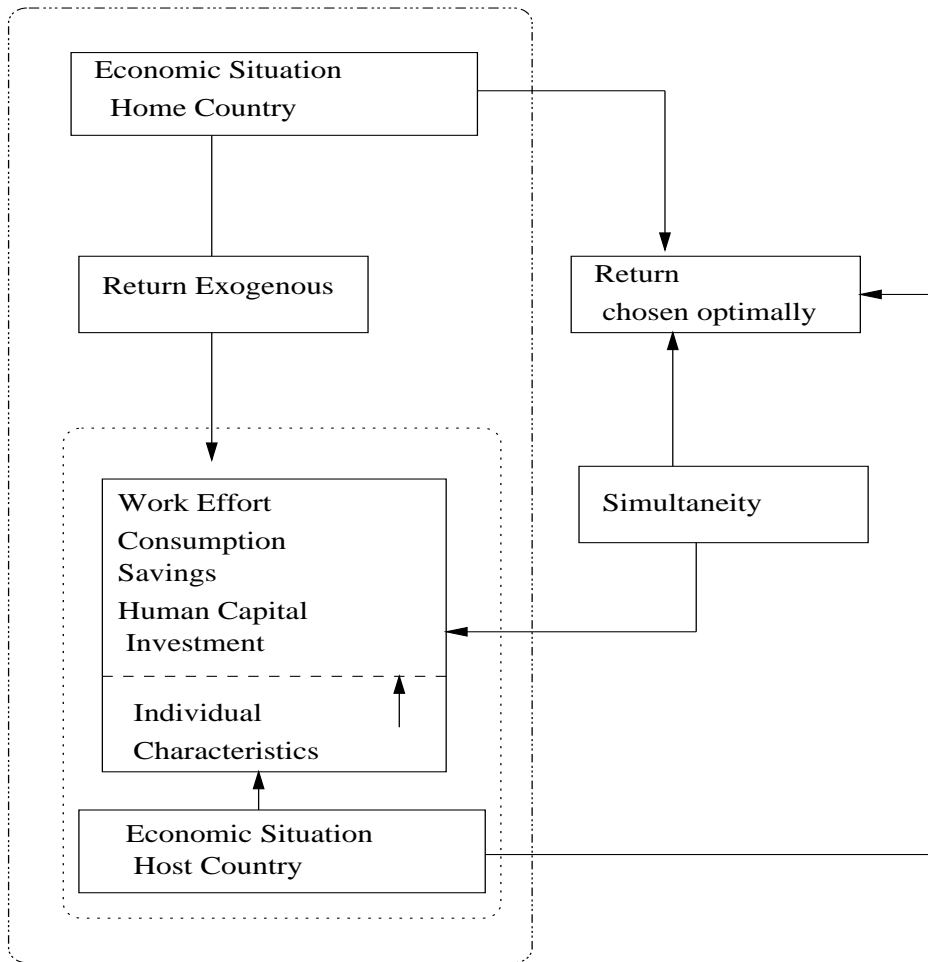 Economic Situation
Home Country
Return Exogenous
Return
chosen optimally
Work Effort
Consumption
Savings
Human Capital
Investment
Simultaneity
Individual
Characteristics
Economic Situation
Host Country